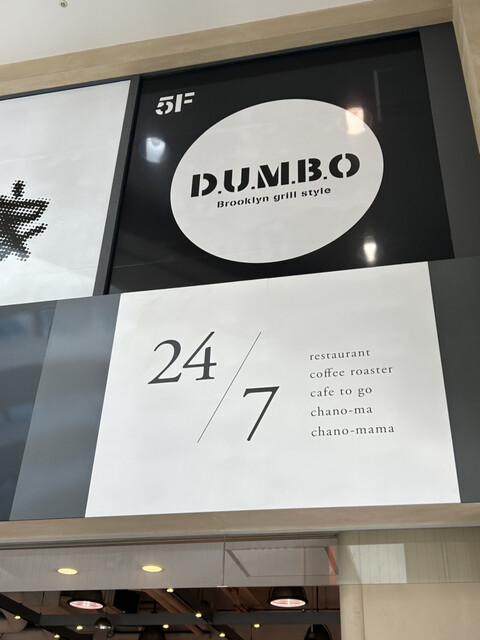 5F
D.U.M.B.O
Brooklyn grill style
24/7
restaurant
coffee roaster
cafe to go
chano-ma
chano-mama